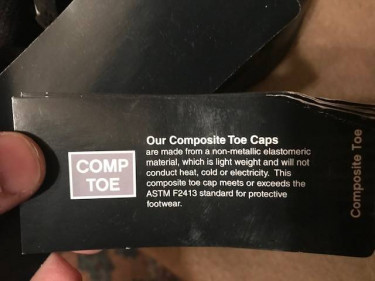 Our Composite Toe Caps
are made from a non-metallic elastomeric
material, which is light weight and will not
conduct heat, cold or electricity. This
composite toe cap meets or exceeds the
ASTM F2413 standard for protective
footwear.
COMP
TOE
Composite Toe